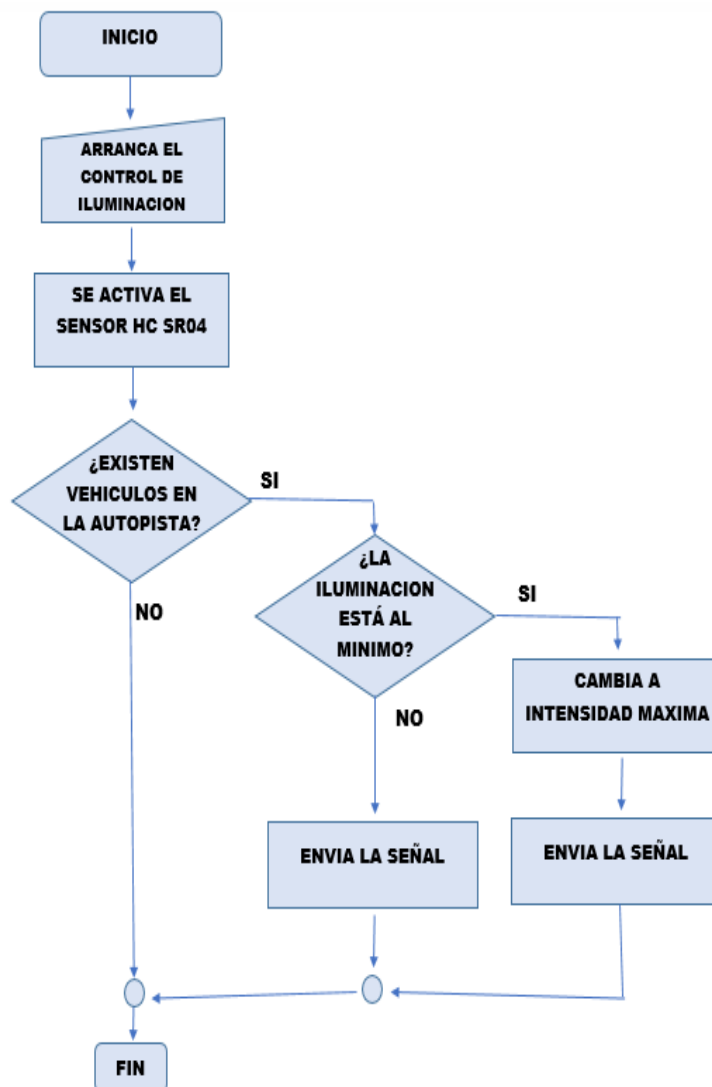 INICIO
ARRANCA EL
CONTROL DE
ILUMINACION
SE ACTIVA EL
SENSOR HC SR04
¿EXISTEN
VEHICULOS EN
LA AUTOPISTA?
SI
NO
¿LA
ILUMINACION
ESTÁ AL
MINIMO?
SI
NO
CAMBIA A
INTENSIDAD MAXIMA
ENVIA LA SEÑAL
ENVIA LA SEÑAL
FIN